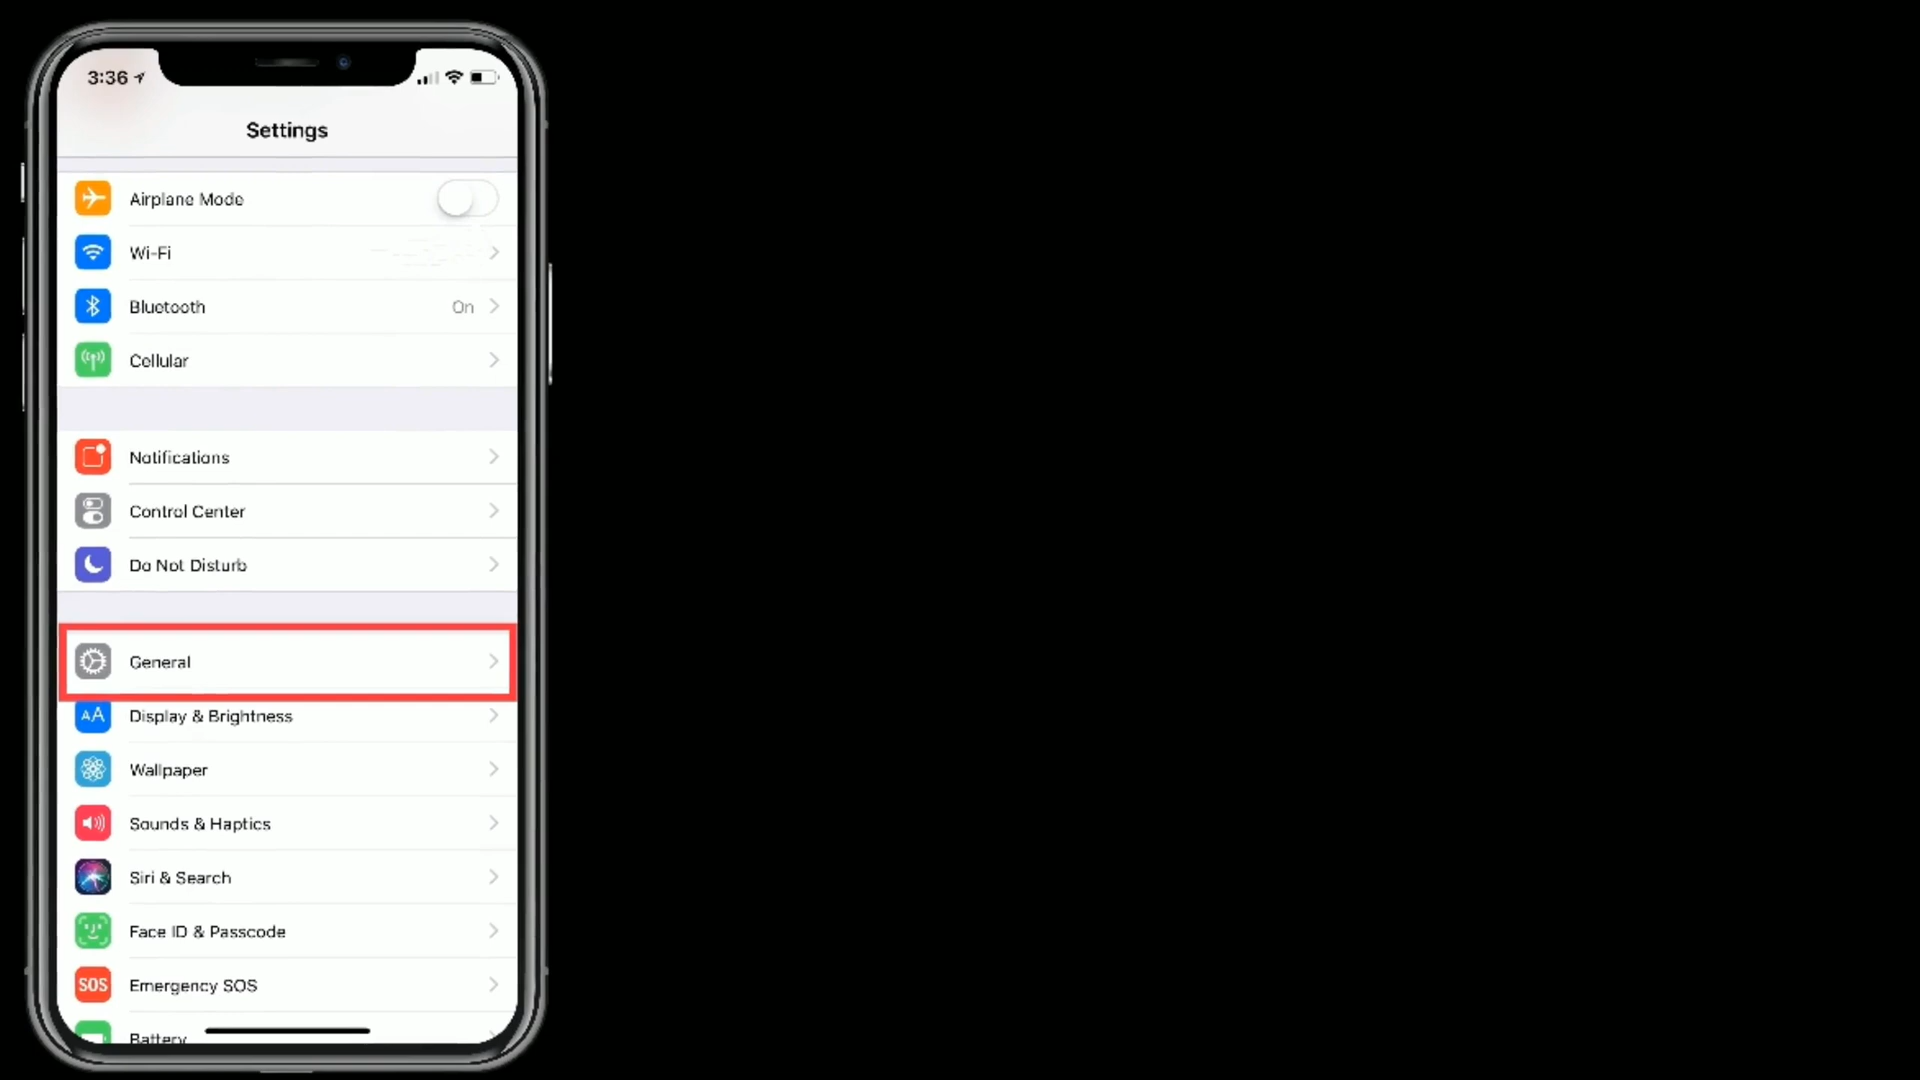 3:36
Settings
Airplane Mode
Wi-Fi
Bluetooth On
Cellular
Notifications
Control Center
Do Not Disturb
General
AA Display & Brightness
Wallpaper
Sounds & Haptics
Siri & Search
Face ID & Passcode
SOS Emergency SOS
Battery